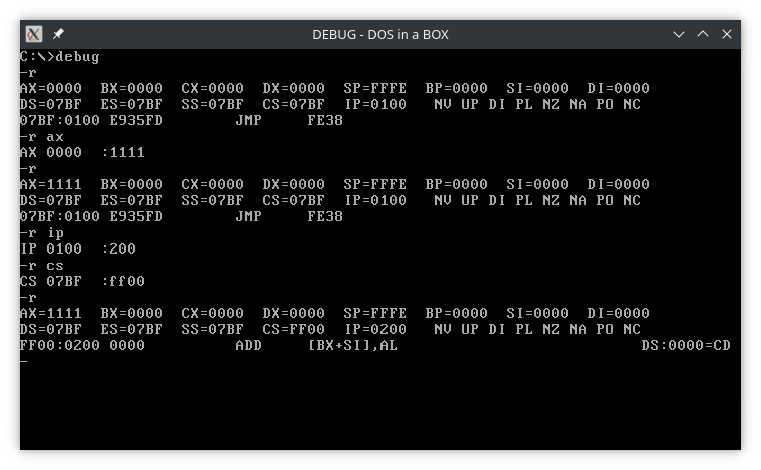 DEBUG - DOS in a BOX
C:\>debug
-r
AX=0000  BX=0000  CX=0000  DX=0000  SP=FFFE  BP=0000  SI=0000  DI=0000
DS=07BF  ES=07BF  SS=07BF  CS=07BF  IP=0100   NV UP DI PL NZ NA PO NC
07BF:0100 E935FD        JMP     FE38
-r ax
AX 0000  :1111
-r
AX=1111  BX=0000  CX=0000  DX=0000  SP=FFFE  BP=0000  SI=0000  DI=0000
DS=07BF  ES=07BF  SS=07BF  CS=07BF  IP=0100   NV UP DI PL NZ NA PO NC
07BF:0100 E935FD        JMP     FE38
-r ip
IP 0100  :200
-r cs
CS 07BF  :ff00
-r
AX=1111  BX=0000  CX=0000  DX=0000  SP=FFFE  BP=0000  SI=0000  DI=0000
DS=07BF  ES=07BF  SS=07BF  CS=FF00  IP=0200   NV UP DI PL NZ NA PO NC
FF00:0200 0000          ADD     [BX+SI],AL                           DS:0000=CD
-